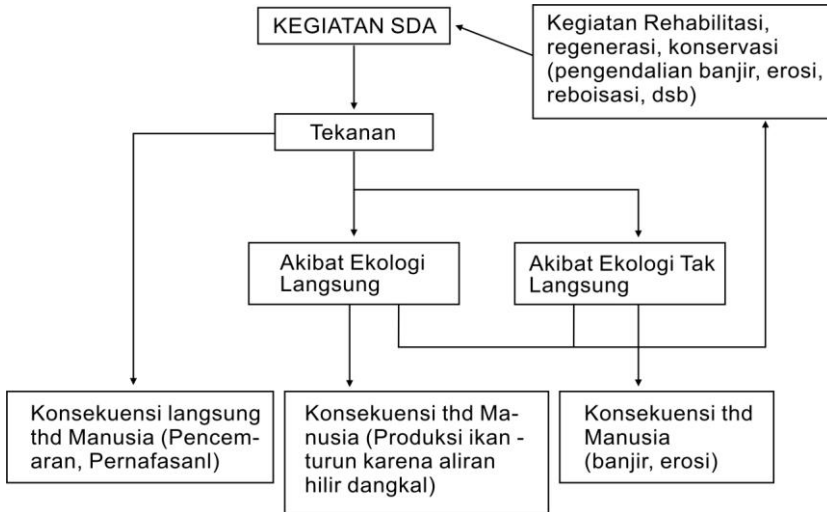 KEGIATAN SDA
Kegiatan Rehabilitasi,
regenerasi, konservasi
(pengendalian banjir, erosi,
reboisasi, dsb)
Tekanan
Akibat Ekologi
Langsung
Akibat Ekologi Tak
Langsung
Konsekuensi langsung
thd Manusia (Pencem-
aran, Pernafasanl)
Konsekuensi thd Ma-
nusia (Produksi ikan -
turun karena aliran
hilir dangkal)
Konsekuensi thd
Manusia
(banjir, erosi)